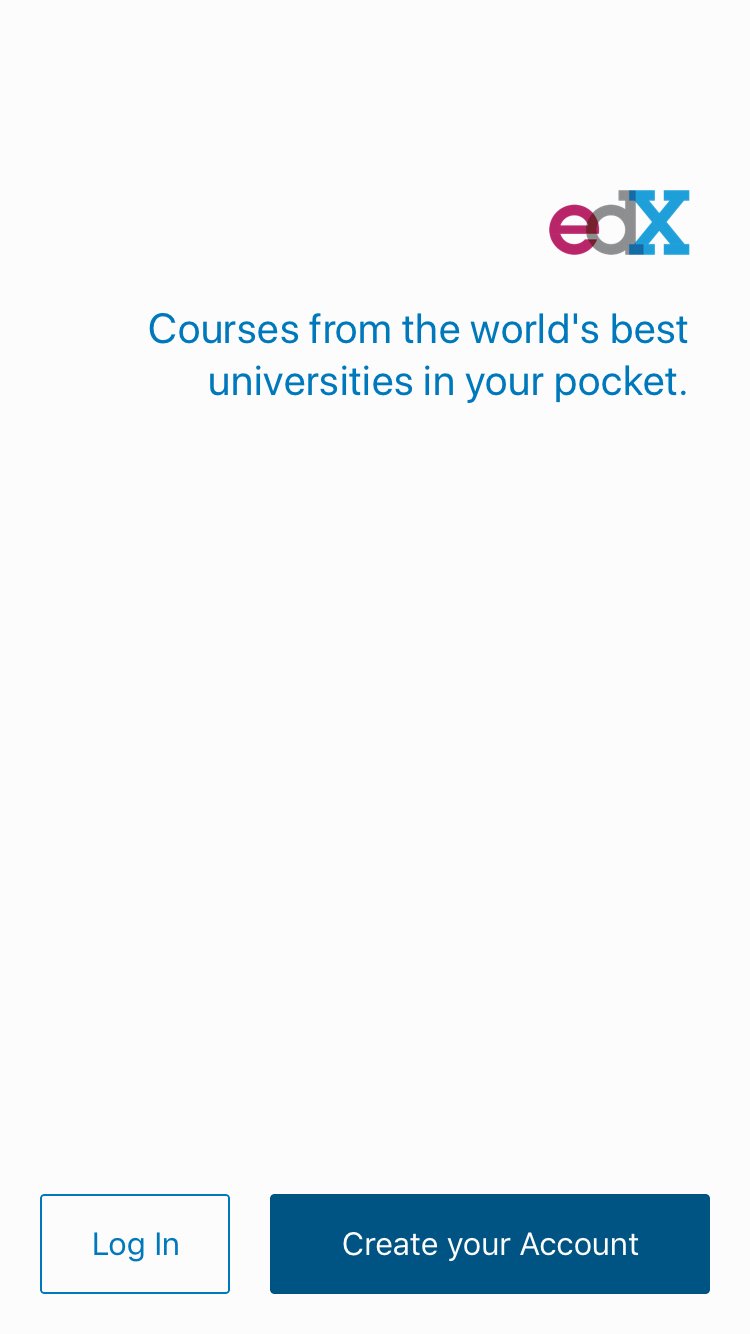 edX
Courses from the world's best
universities in your pocket.
Log In
Create your Account